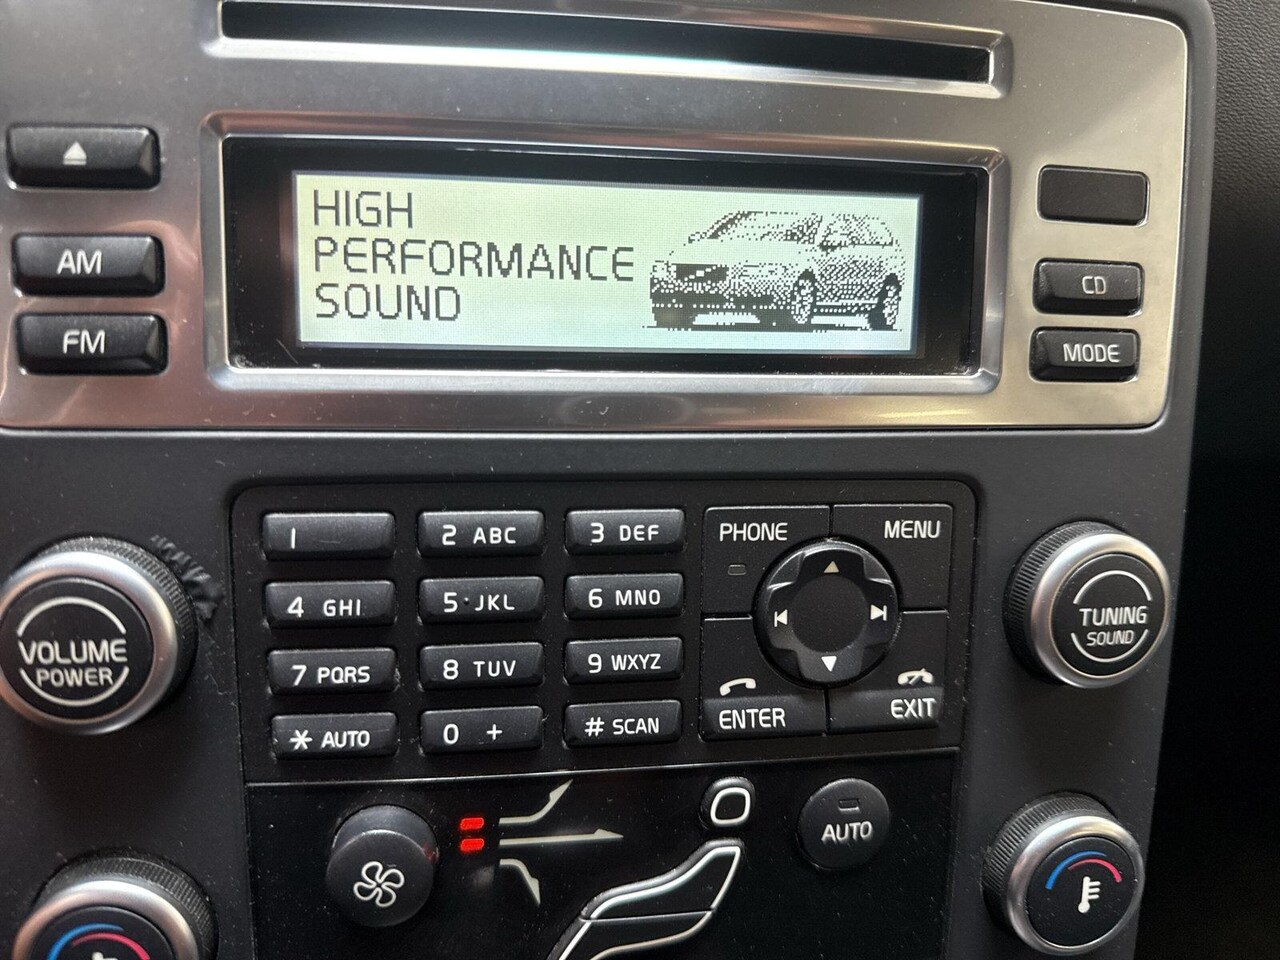 HIGH
PERFORMANCE
SOUND
AM
FM
CD
MODE
1
2 ABC
3 DEF
PHONE
MENU
4 GHI
5 JKL
6 MNO
7 PQRS
8 TUV
9 WXYZ
* AUTO
0 +
# SCAN
ENTER
EXIT
VOLUME
POWER
TUNING
SOUND
AUTO